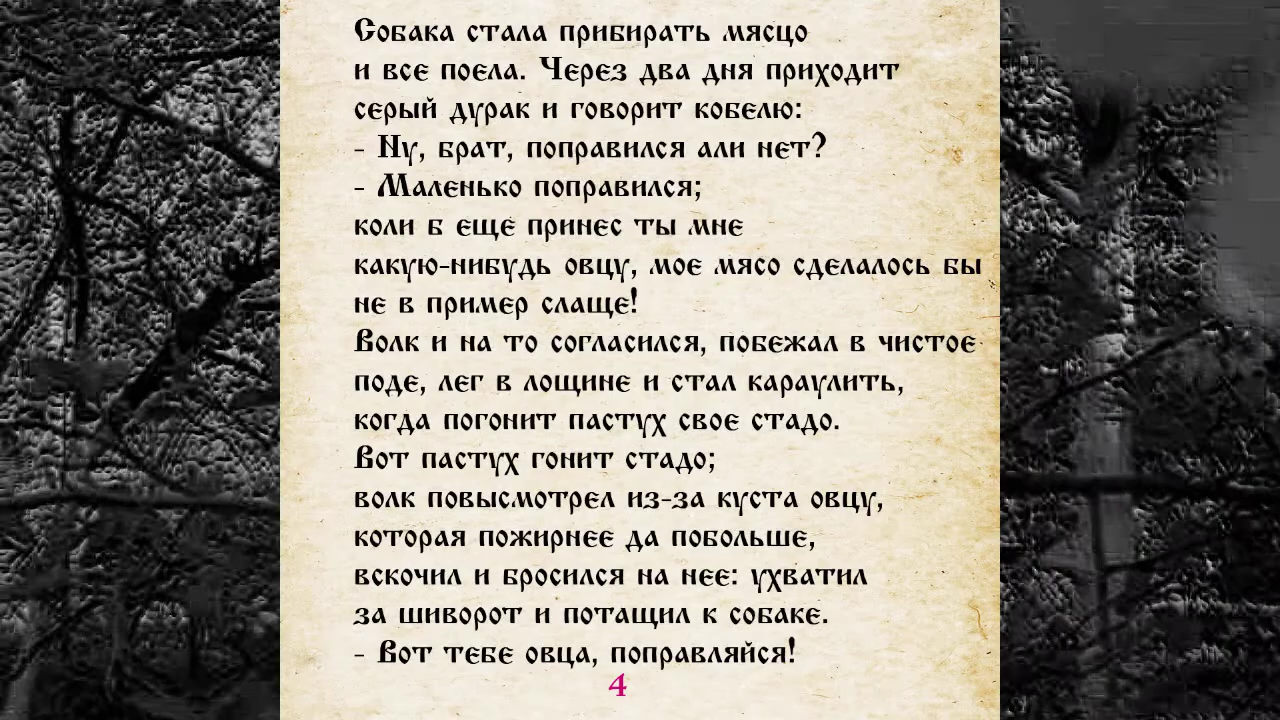 Собака стала прибирать мясцо
и все поела. Через два дня приходит
серый дурак и говорит кобелю:
- Ну, брат, поправился али нет?
- Маленько поправился;
коли б еще принес ты мне
какую-нибудь овцу, мое мясо сделалось бы
не в пример слаще!
Волк и на то согласился, побежал в чистое
поде, лег в лощине и стал караулить,
когда погонит пастух свое стадо.
Вот пастух гонит стадо;
волк повысмотрел из-за куста овцу,
которая пожирнее да побольше,
вскочил и бросился на нее: ухватил
за шиворот и потащил к собаке.
- Вот тебе овца, поправляйся!
4